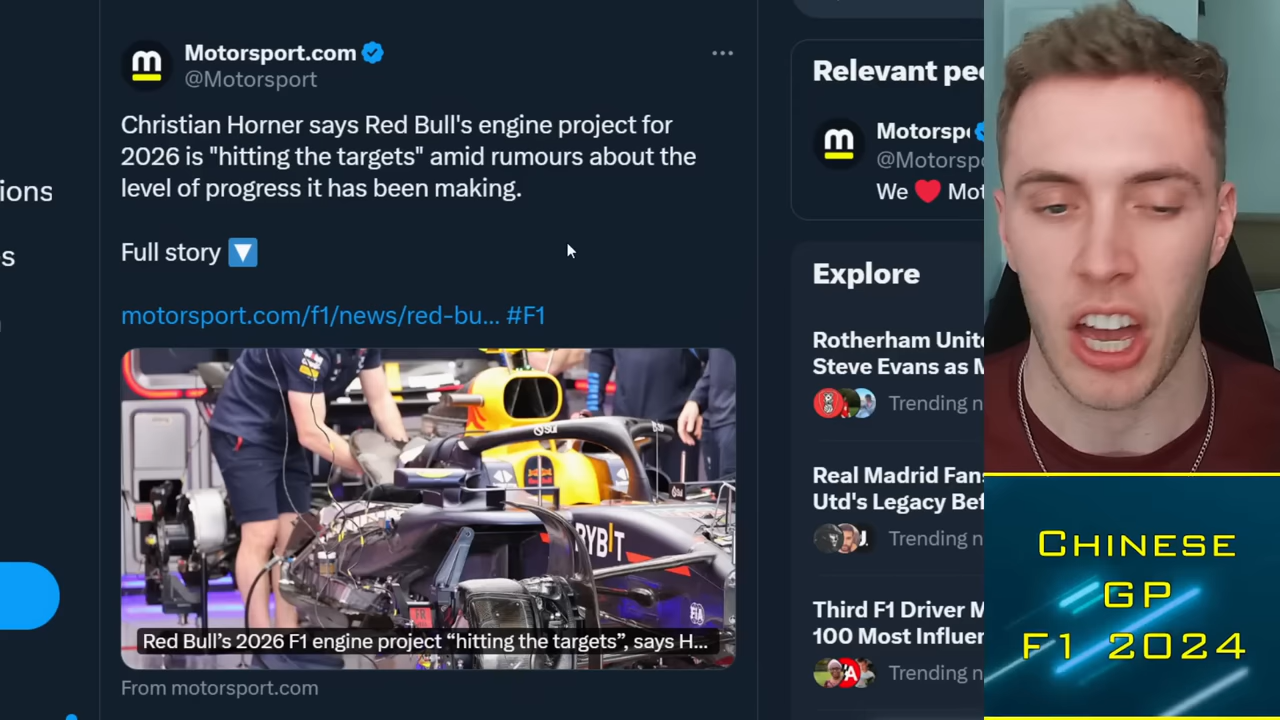 ions
s
Motorsport.com
@Motorsport
Christian Horner says Red Bull's engine project for
2026 is "hitting the targets" amid rumours about the
level of progress it has been making.
Full story
motorsport.com/f1/news/red-bu... #F1
BYBIT
FIA
Red Bull's 2026 F1 engine project “hitting the targets”, says H...
From motorsport.com
Relevant pe
Motorsp
@Motorsp
We ❤️ Mot
Explore
Rotherham Unit
Steve Evans as M
Trending n
Real Madrid Fan
Utd's Legacy Bef
Trending n
Third F1 Driver M
100 Most Influen
Trending n
CHINESE
GP
F1 2024